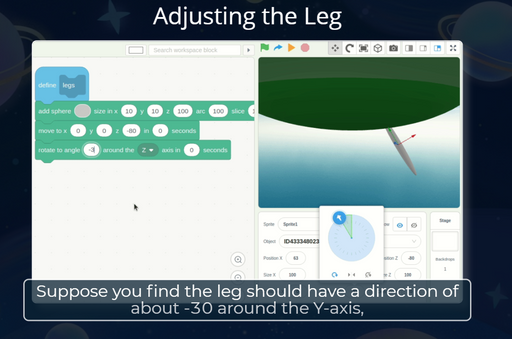 Adjusting the Leg
Search workspace block
define legs
add sphere size in x 10 y 10 z 100 arc 100 slice 1
move to x 0 y 0 z -80 in 0 seconds
rotate to angle -3 around the Z axis in 0 seconds
Sprite Sprite1
Stage
Object ID433348023
Position X 63
Position Z -80
Backdrops
1
Size X 100
100
Suppose you find the leg should have a direction of
about -30 around the Y-axis,